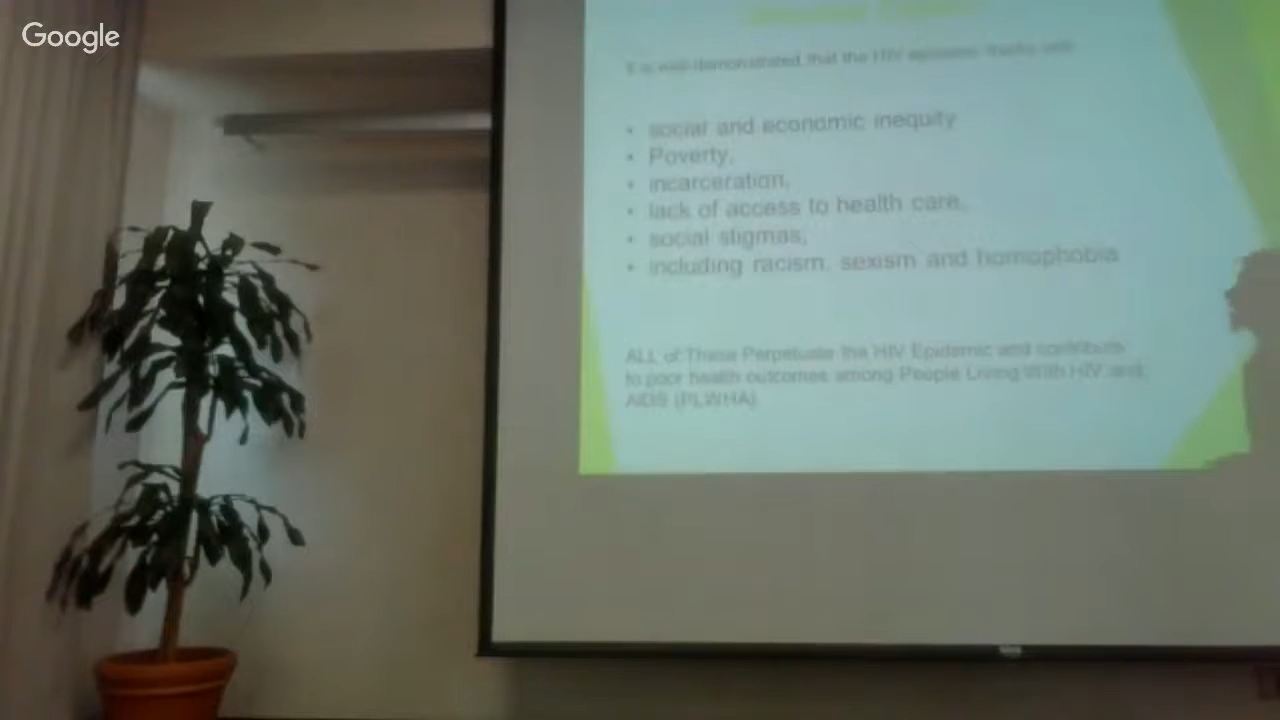 Google
It is well demonstrated, that the HIV epidemic tracks with
• social and economic inequity
• Poverty,
• incarceration,
• lack of access to health care,
• social stigmas,
• including racism, sexism and homophobia
ALL of These Perpetuate the HIV Epidemic and contribute
to poor health outcomes among People Living With HIV and
AIDS (PLWHA)